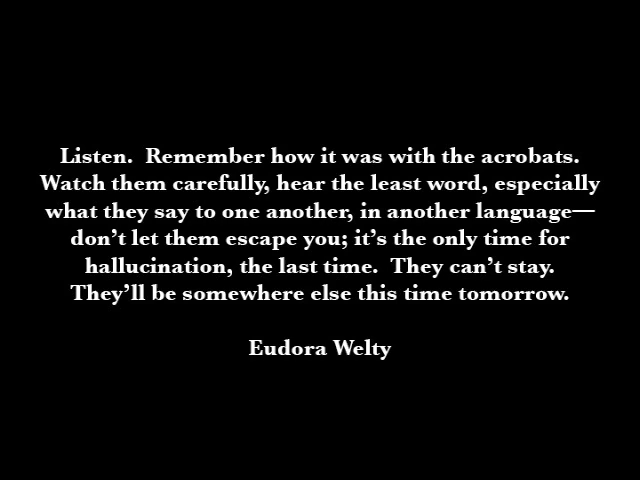 Listen.  Remember how it was with the acrobats.
Watch them carefully, hear the least word, especially
what they say to one another, in another language—
don’t let them escape you; it’s the only time for
hallucination, the last time.  They can’t stay.
They’ll be somewhere else this time tomorrow.
Eudora Welty